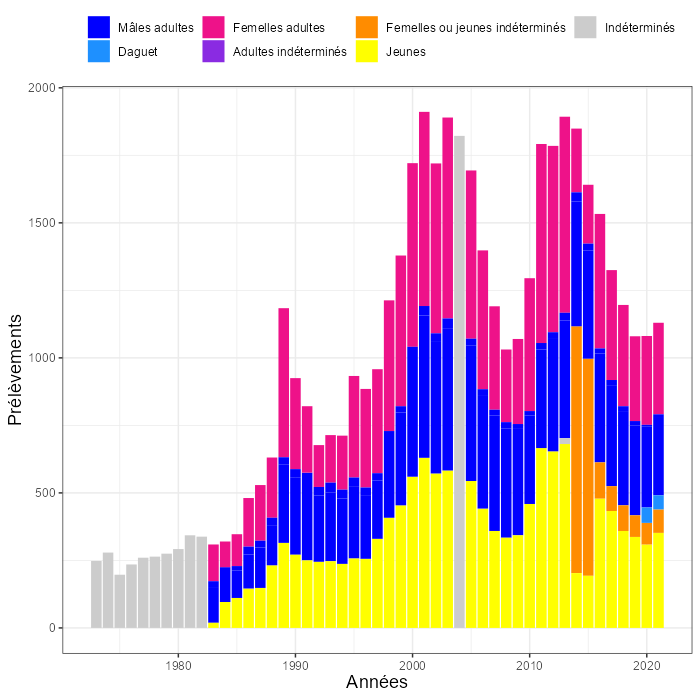 Mâles adultes Femelles adultes Femelles ou jeunes indéterminés Indéterminés
Daguet Adultes indéterminés Jeunes
2000
1500
1000
500
0
Prélèvements
1980 1990 2000 2010 2020
Années